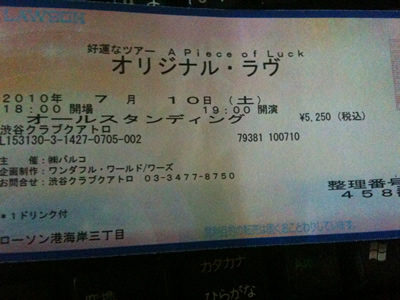 LAWSON
好運なツアー A Piece of Luck
オリジナル・ラヴ
2010年 7月 10日(土)
18:00 開場 19:00 開演
オールスタンディング ¥5,250(税込)
渋谷クラブクアトロ
L153130-3-1427-0705-002 79381 100710
主 催:㈱パルコ
企画制作:ワンダフル・ワールド/ワーズ
お問合せ:渋谷クラブクアトロ 03-3477-8750
整理番号
458
*1ドリンク付
ローソン港海岸三丁目
カタカナ
ひらがな